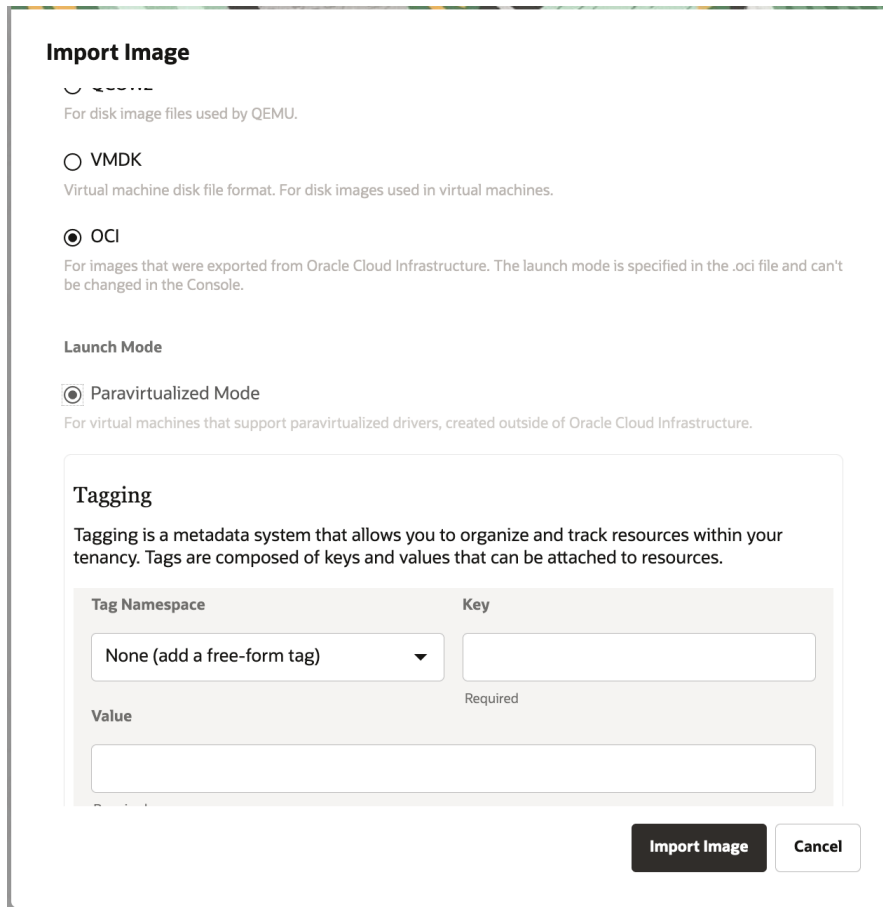 Import Image
For disk image files used by QEMU.
VMDK
Virtual machine disk file format. For disk images used in virtual machines.
OCI
For images that were exported from Oracle Cloud Infrastructure. The launch mode is specified in the .oci file and can't
be changed in the Console.
Launch Mode
Paravirtualized Mode
For virtual machines that support paravirtualized drivers, created outside of Oracle Cloud Infrastructure.
Tagging
Tagging is a metadata system that allows you to organize and track resources within your
tenancy. Tags are composed of keys and values that can be attached to resources.
Tag Namespace
Key
None (add a free-form tag)
Required
Value
Import Image
Cancel